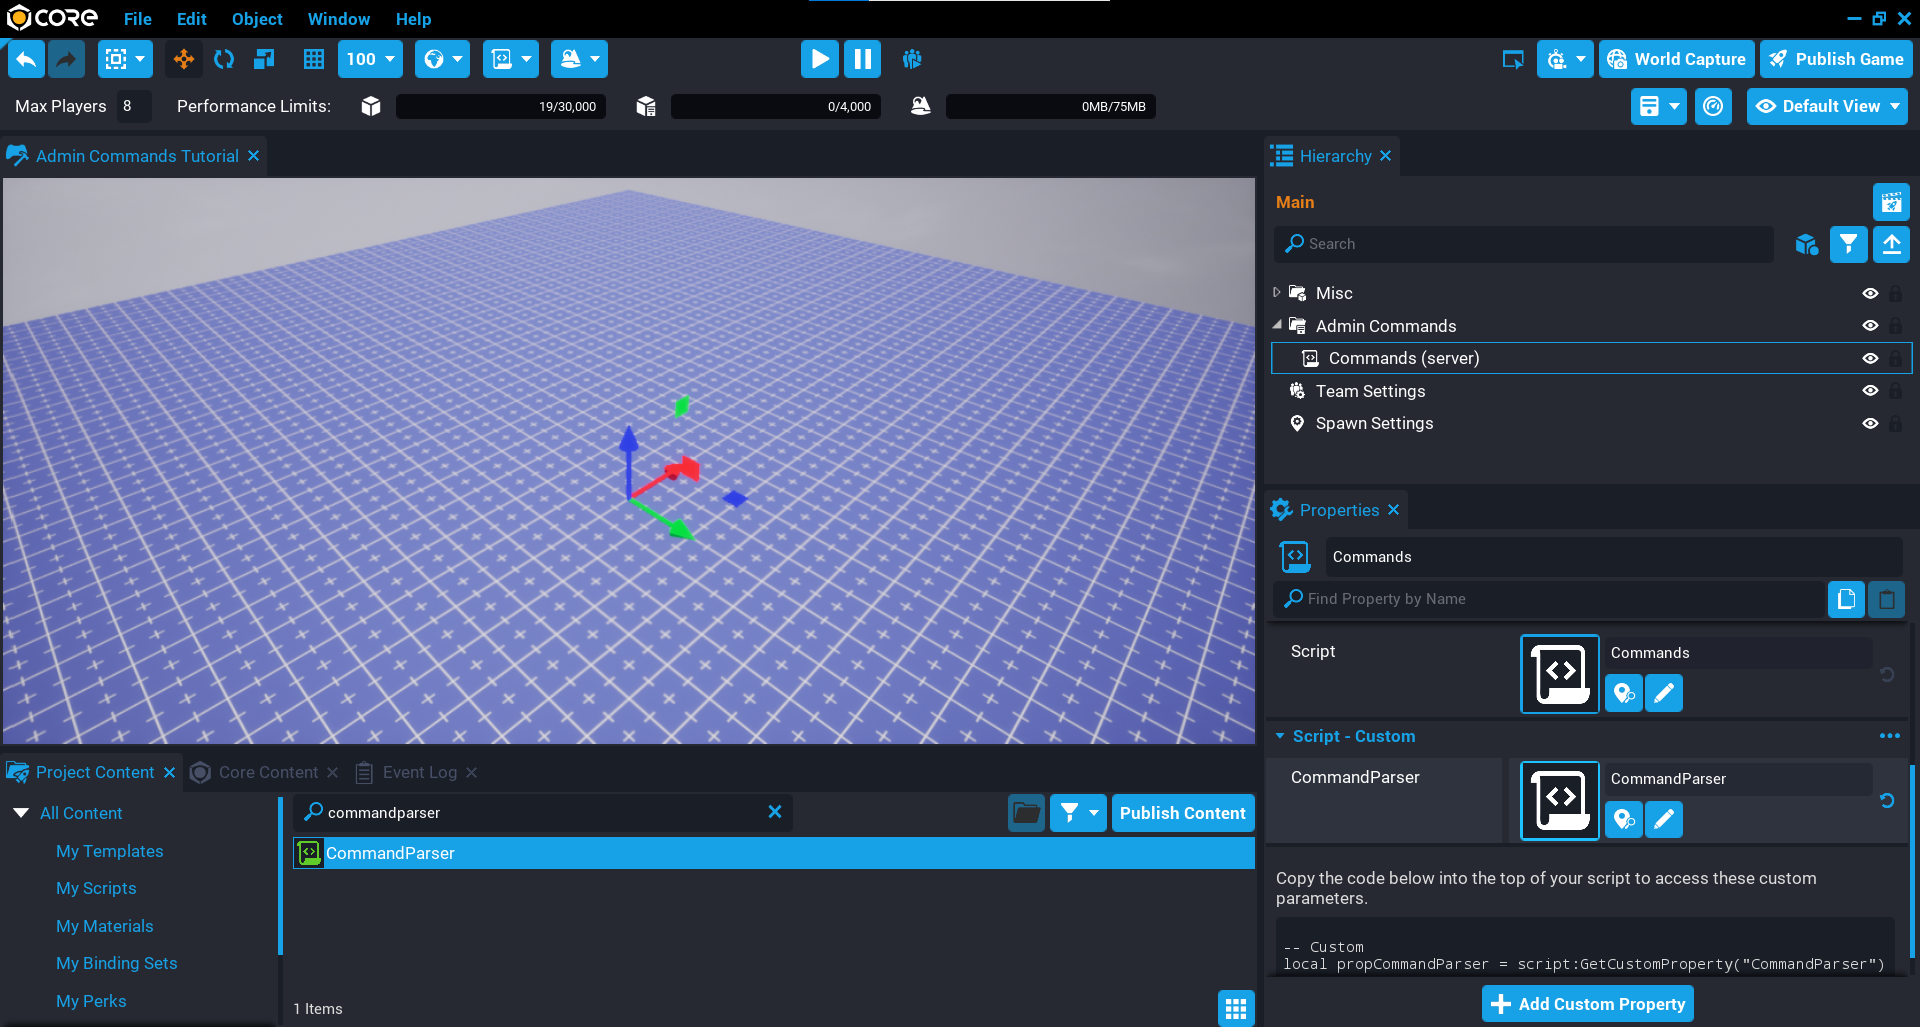 CORE File Edit Object Window Help
100 World Capture Publish Game
Max Players 8 Performance Limits: 19/30,000 0/4,000 0MB/75MB Default View
Admin Commands Tutorial
Hierarchy
Main
Search
Misc
Admin Commands
Commands (server)
Team Settings
Spawn Settings
Properties
Commands
Find Property by Name
Script Commands
Script - Custom
CommandParser CommandParser
Copy the code below into the top of your script to access these custom
parameters.
-- Custom
local propCommandParser = script:GetCustomProperty("CommandParser")
Add Custom Property
Project Content Core Content Event Log
All Content
My Templates
My Scripts
My Materials
My Binding Sets
My Perks
commandparser Publish Content
CommandParser
1 Items